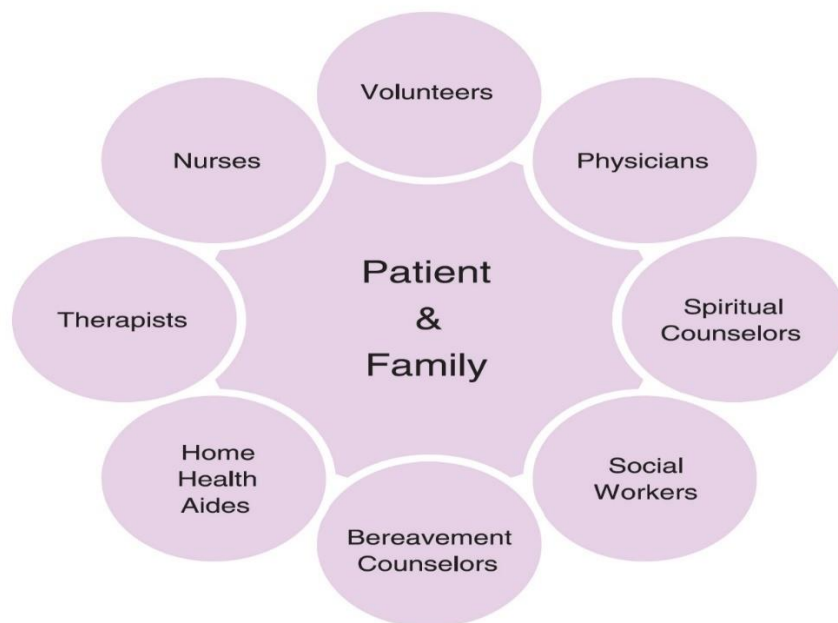 Volunteers
Nurses
Physicians
Patient
&
Family
Therapists
Spiritual
Counselors
Home
Health
Aides
Social
Workers
Bereavement
Counselors